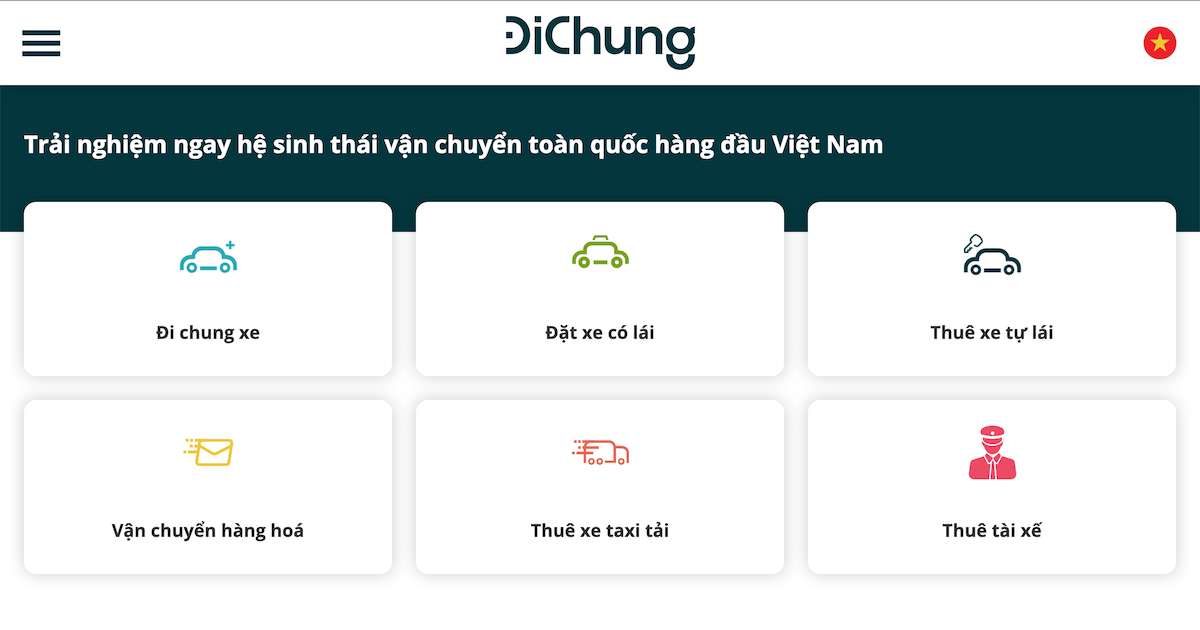 ĐiChung
Trải nghiệm ngay hệ sinh thái vận chuyển toàn quốc hàng đầu Việt Nam
Đi chung xe
Đặt xe có lái
Thuê xe tự lái
Vận chuyển hàng hoá
Thuê xe taxi tải
Thuê tài xế